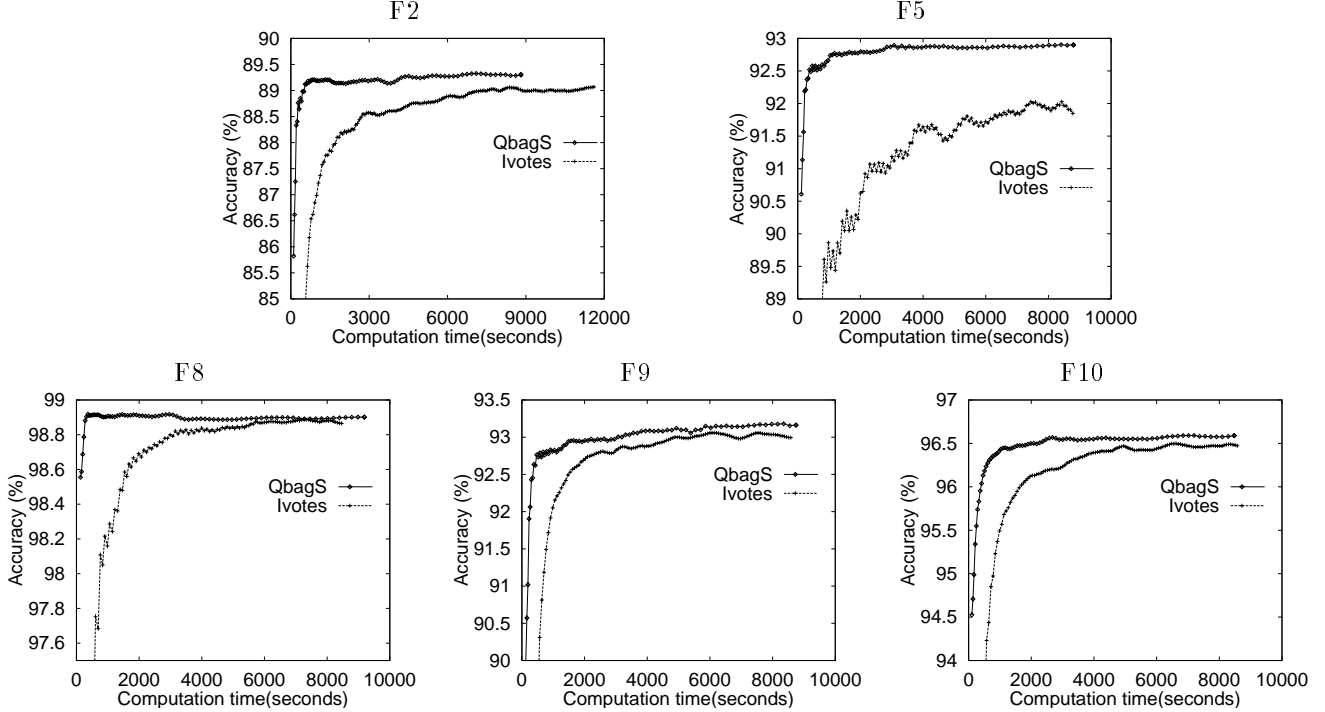 F2
90
89.5
89
88.5
88
87.5
87
86.5
86
85.5
85
Accuracy (%)
QbagS
Ivotes
0 3000 6000 9000 12000
Computation time(seconds)
F5
93
92.5
92
91.5
91
90.5
90
89.5
89
Accuracy (%)
QbagS
Ivotes
0 2000 4000 6000 8000 10000
Computation time(seconds)
F8
99
98.8
98.6
98.4
98.2
98
97.8
97.6
Accuracy (%)
QbagS
Ivotes
0 2000 4000 6000 8000 10000
Computation time(seconds)
F9
93.5
93
92.5
92
91.5
91
90.5
90
Accuracy (%)
QbagS
Ivotes
0 2000 4000 6000 8000 10000
Computation time(seconds)
F10
97
96.5
96
95.5
95
94.5
94
Accuracy (%)
QbagS
Ivotes
0 2000 4000 6000 8000 10000
Computation time(seconds)